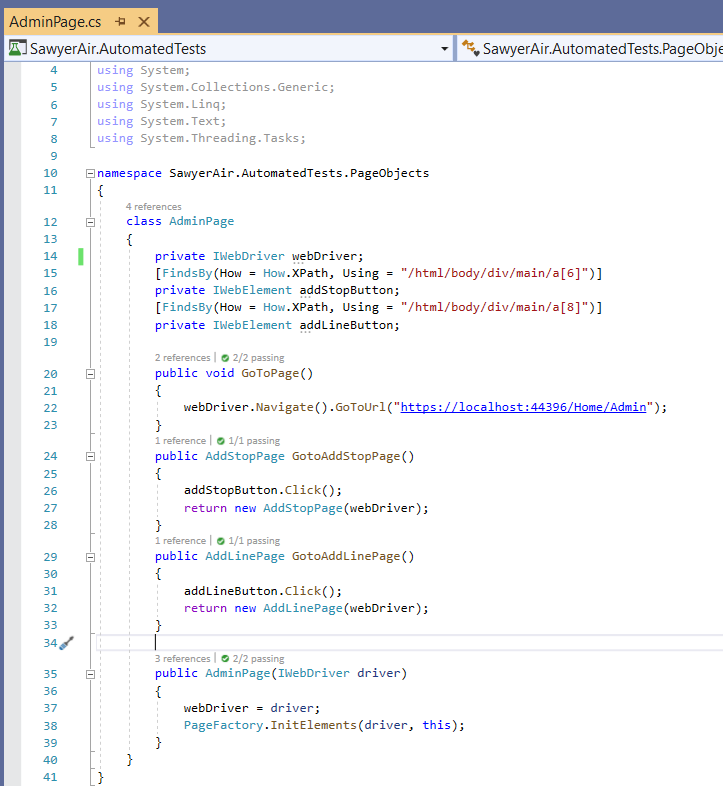 AdminPage.cs
SawyerAir.AutomatedTests
SawyerAir.AutomatedTests.PageObje
4 using System;
5 using System.Collections.Generic;
6 using System.Linq;
7 using System.Text;
8 using System.Threading.Tasks;
9
10 namespace SawyerAir.AutomatedTests.PageObjects
11 {
4 references
12 class AdminPage
13 {
14 private IWebDriver webDriver;
15 [FindsBy(How = How.XPath, Using = "/html/body/div/main/a[6]")]
16 private IWebElement addStopButton;
17 [FindsBy(How = How.XPath, Using = "/html/body/div/main/a[8]")]
18 private IWebElement addLineButton;
19
2 references | 2/2 passing
20 public void GoToPage()
21 {
22 webDriver.Navigate().GoToUrl("https://localhost:44396/Home/Admin");
23 }
1 reference | 1/1 passing
24 public AddStopPage GotoAddStopPage()
25 {
26 addStopButton.Click();
27 return new AddStopPage(webDriver);
28 }
1 reference | 1/1 passing
29 public AddLinePage GotoAddLinePage()
30 {
31 addLineButton.Click();
32 return new AddLinePage(webDriver);
33 }
34
3 references | 2/2 passing
35 public AdminPage(IWebDriver driver)
36 {
37 webDriver = driver;
38 PageFactory.InitElements(driver, this);
39 }
40 }
41 }